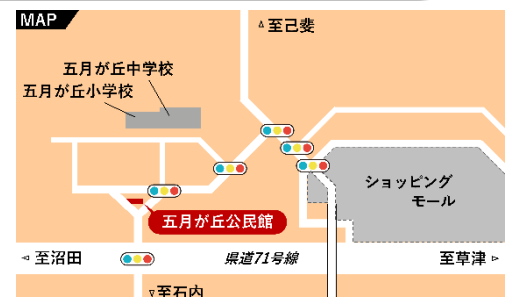 MAP
▵至己斐
五月が丘中学校
五月が丘小学校
ショッピング
モール
五月が丘公民館
◃至沼田
県道71号線
至草津▹
▿至石内